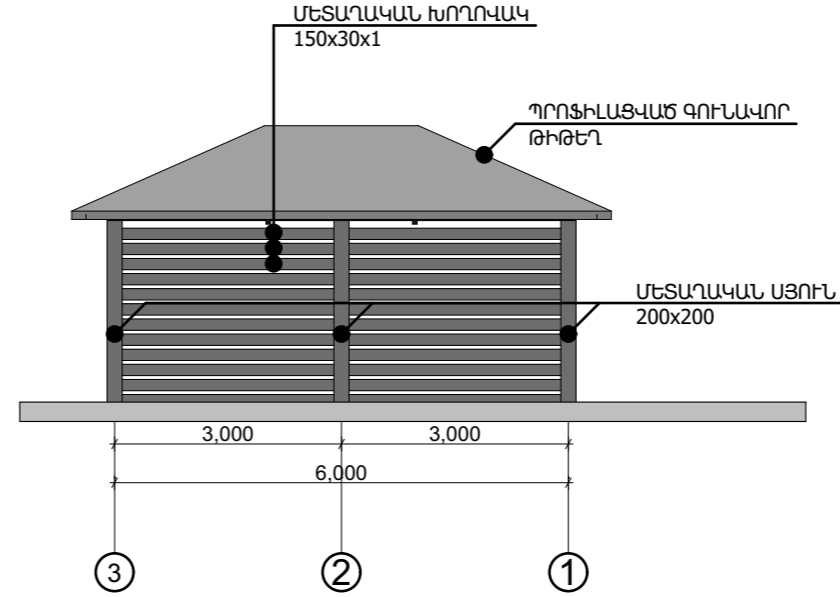 ՄԵՏԱՂԱԿԱՆ ԽՈՂՈՎԱԿ
150x30x1
ՊՐՈՖԻԼԱՑՎԱԾ ԳՈՒՆԱՎՈՐ
ԹԻԹԵՂ
ՄԵՏԱՂԱԿԱՆ ՍՅՈՒՆ
200x200
3,000 3,000
6,000
3 2 1